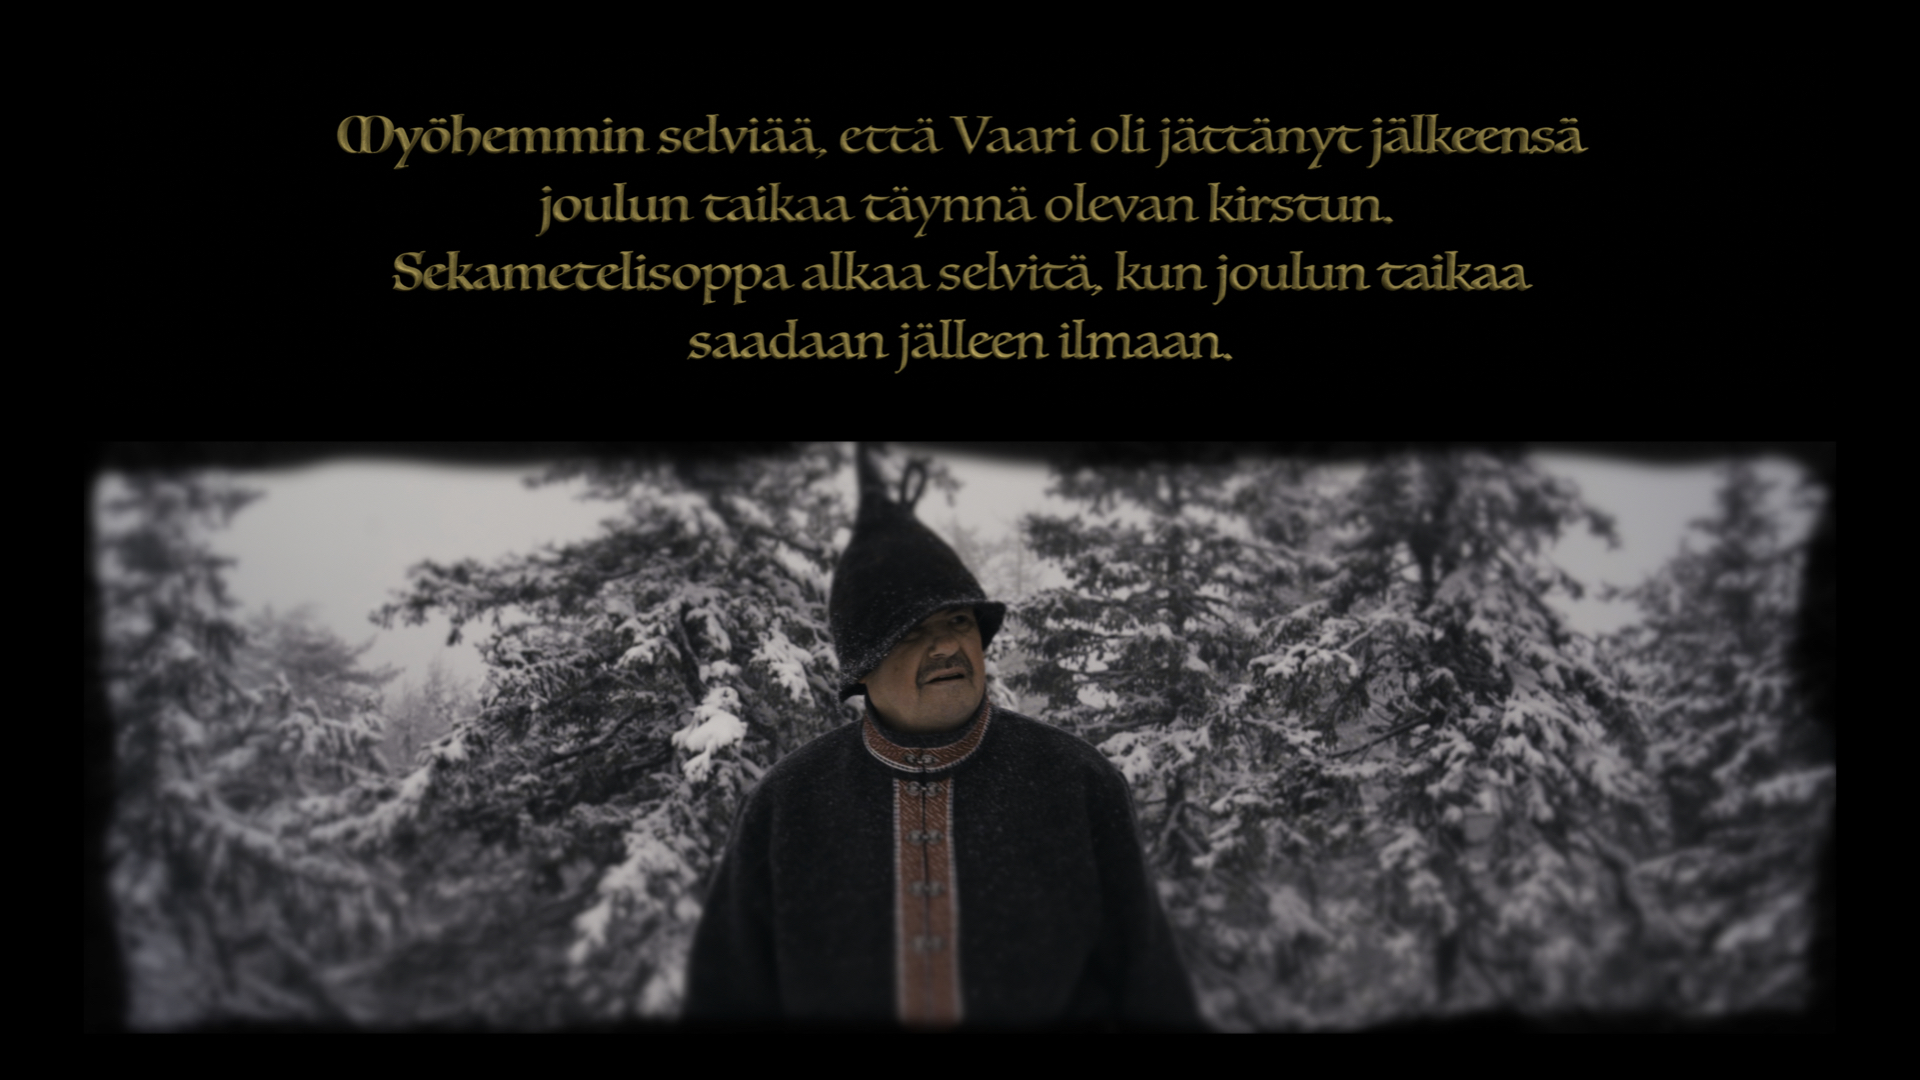 Myöhemmin selviää, että Vaari oli jättänyt jälkeensä
joulun taikaa täynnä olevan kirstun.
Sekametelisoppa alkaa selvitä, kun joulun taikaa
saadaan jälleen ilmaan.